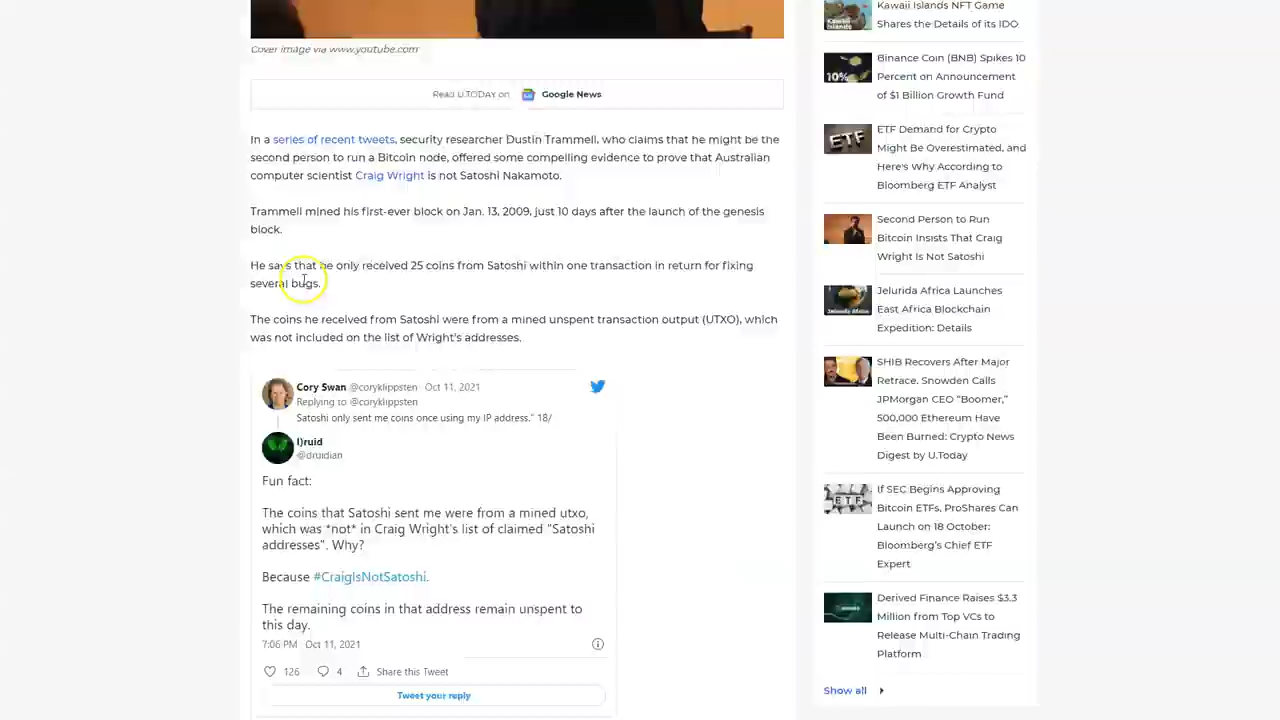 Cover image via www.youtube.com
Read U.TODAY on Google News
In a series of recent tweets, security researcher Dustin Trammell, who claims that he might be the
second person to run a Bitcoin node, offered some compelling evidence to prove that Australian
computer scientist Craig Wright is not Satoshi Nakamoto.
Trammell mined his first-ever block on Jan. 13, 2009, just 10 days after the launch of the genesis
block.
He says that he only received 25 coins from Satoshi within one transaction in return for fixing
several bugs.
The coins he received from Satoshi were from a mined unspent transaction output (UTXO), which
was not included on the list of Wright's addresses.
Cory Swan @coryklippsten Oct 11, 2021
Replying to @coryklippsten
Satoshi only sent me coins once using my IP address." 18/
I)ruid
@druidian
Fun fact:
The coins that Satoshi sent me were from a mined utxo,
which was *not* in Craig Wright's list of claimed "Satoshi
addresses". Why?
Because #CraigIsNotSatoshi.
The remaining coins in that address remain unspent to
this day.
7:06 PM Oct 11, 2021
126 4 Share this Tweet
Tweet your reply
Kawaii Islands NFT Game
Shares the Details of its IDO
Kawaii Islands
Binance Coin (BNB) Spikes 10
Percent on Announcement
of $1 Billion Growth Fund
10%
ETF Demand for Crypto
Might Be Overestimated, and
Here's Why According to
Bloomberg ETF Analyst
ETF
Second Person to Run
Bitcoin Insists That Craig
Wright Is Not Satoshi
Jelurida Africa Launches
East Africa Blockchain
Expedition: Details
Jelurida Africa
SHIB Recovers After Major
Retrace, Snowden Calls
JPMorgan CEO "Boomer,"
500,000 Ethereum Have
Been Burned: Crypto News
Digest by U.Today
If SEC Begins Approving
Bitcoin ETFs, ProShares Can
Launch on 18 October:
Bloomberg's Chief ETF
Expert
ETF
Derived Finance Raises $3.3
Million from Top VCs to
Release Multi-Chain Trading
Platform
Show all